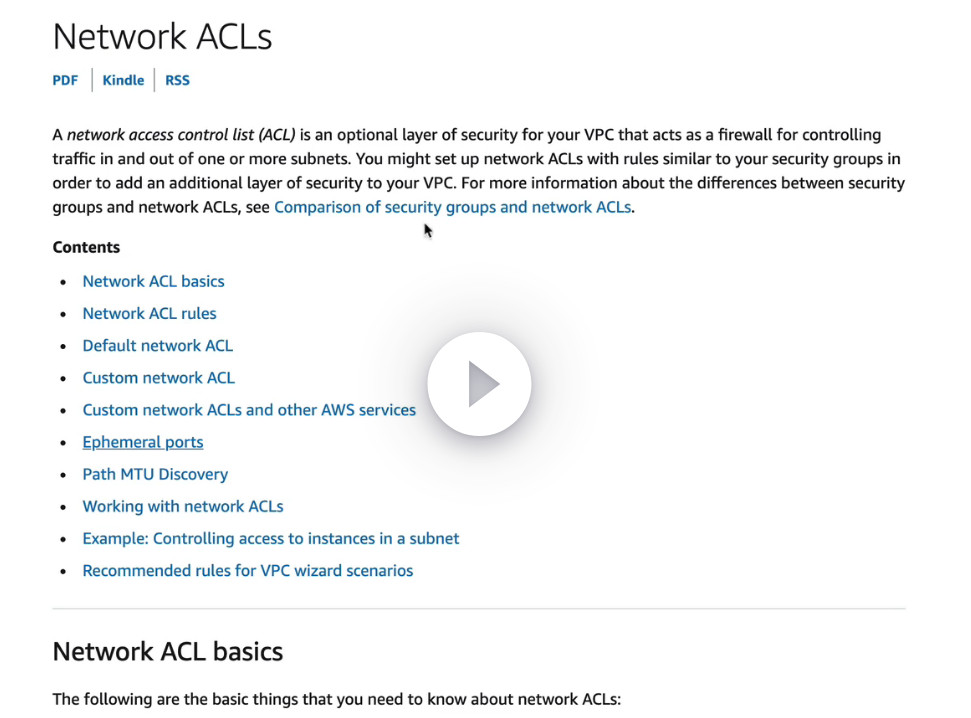 Network ACLs
PDF | Kindle | RSS
A network access control list (ACL) is an optional layer of security for your VPC that acts as a firewall for controlling
traffic in and out of one or more subnets. You might set up network ACLs with rules similar to your security groups in
order to add an additional layer of security to your VPC. For more information about the differences between security
groups and network ACLs, see Comparison of security groups and network ACLs.
Contents
• Network ACL basics
• Network ACL rules
• Default network ACL
• Custom network ACL
• Custom network ACLs and other AWS services
• Ephemeral ports
• Path MTU Discovery
• Working with network ACLs
• Example: Controlling access to instances in a subnet
• Recommended rules for VPC wizard scenarios
Network ACL basics
The following are the basic things that you need to know about network ACLs: